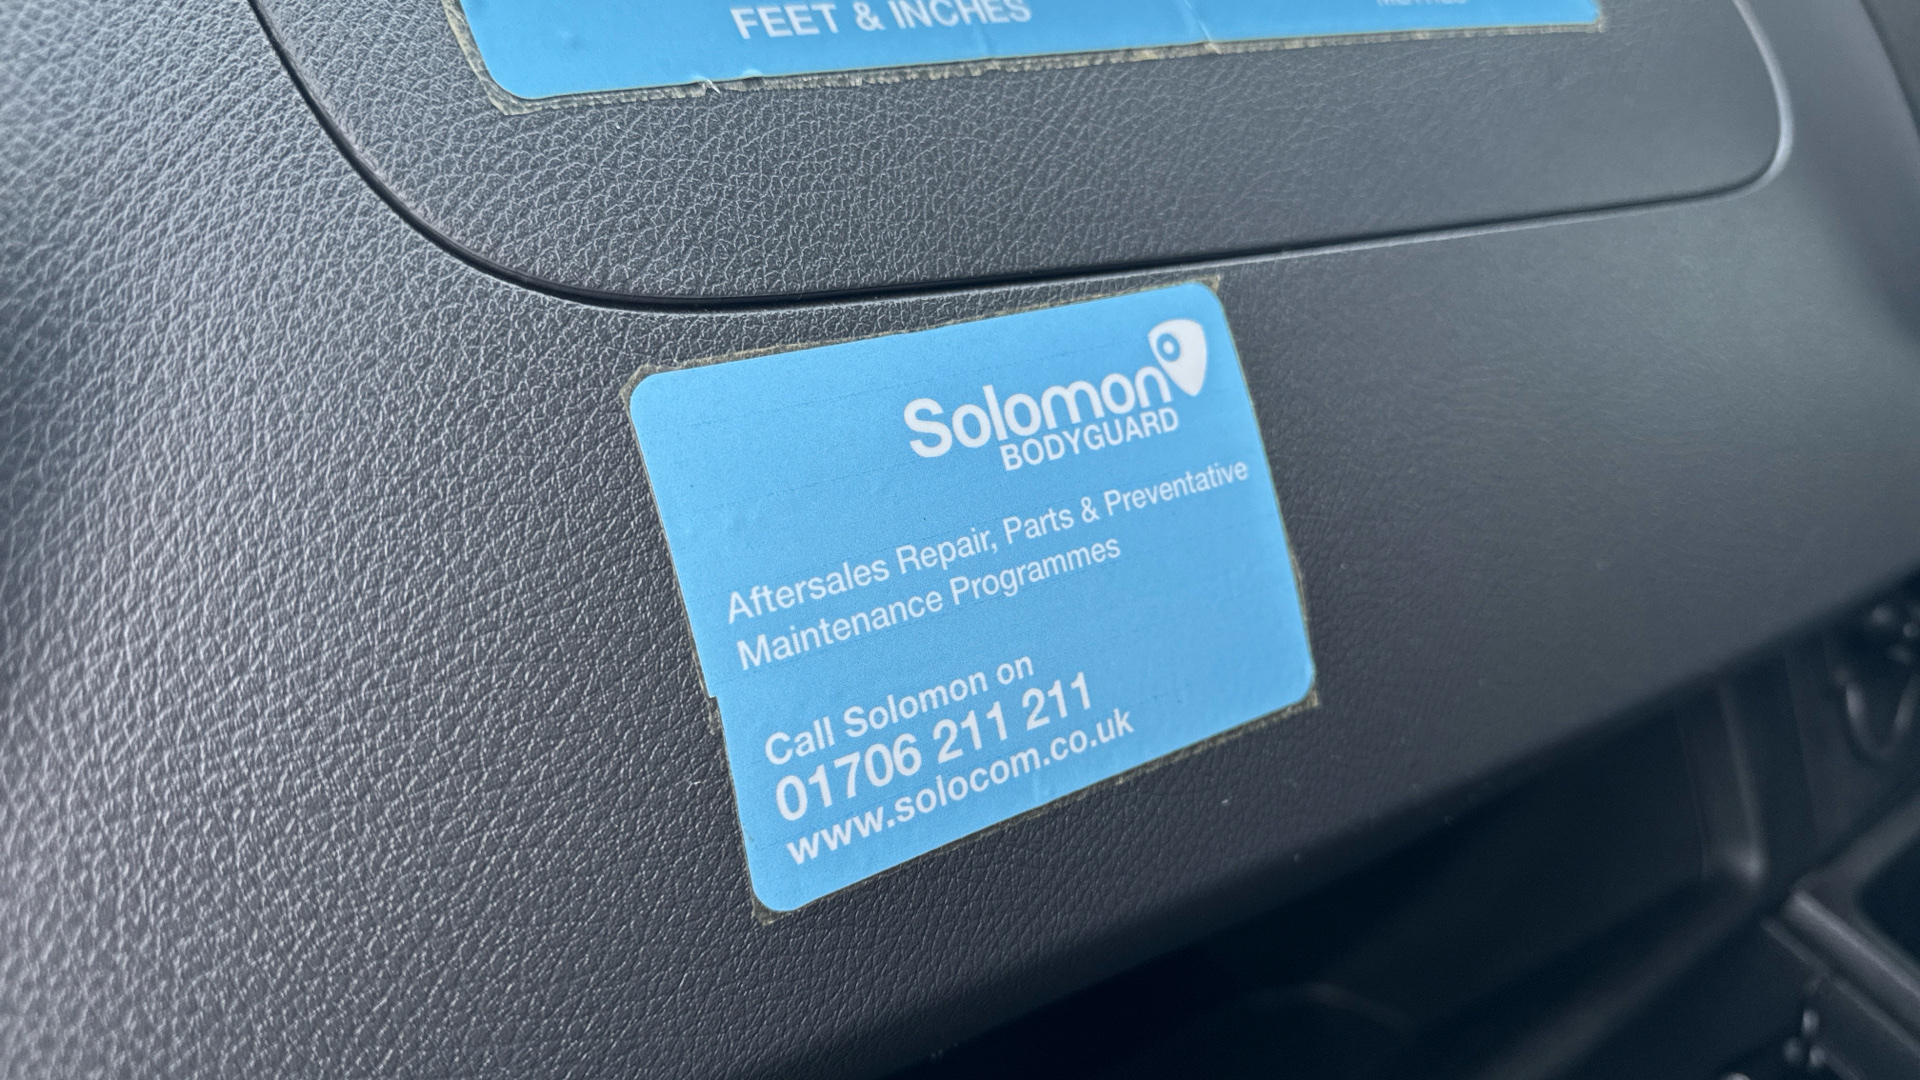 FEET & INCHES
Solomon
BODYGUARD
Aftersales Repair, Parts & Preventative
Maintenance Programmes
Call Solomon on
01706 211 211
www.solocom.co.uk